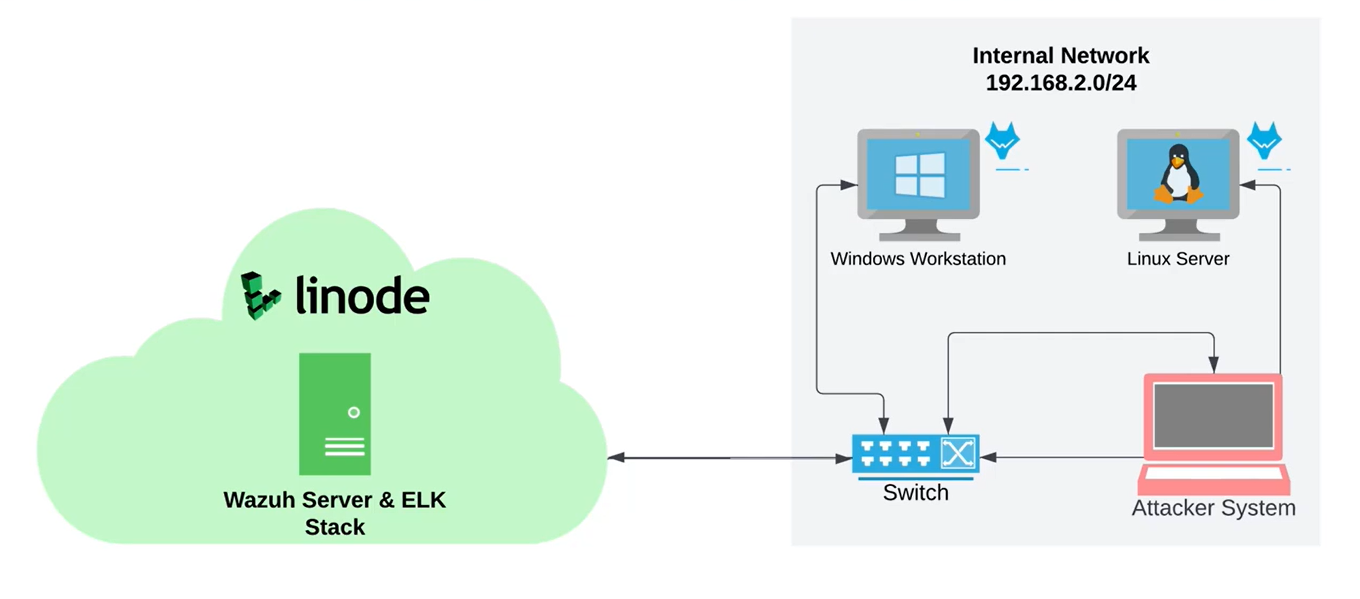 Internal Network
192.168.2.0/24
Windows Workstation
Linux Server
linode
Wazuh Server & ELK
Stack
Switch
Attacker System